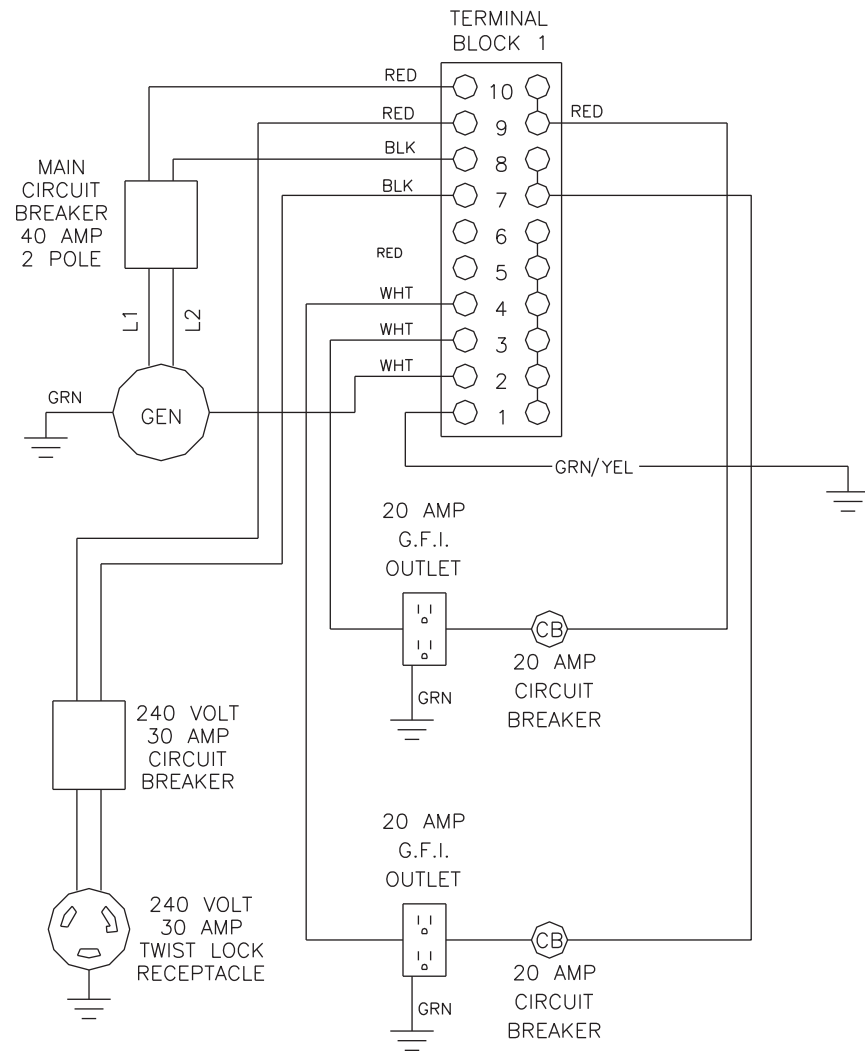 TERMINAL
BLOCK 1
RED
10
RED
9
RED
BLK
8
MAIN
CIRCUIT
BREAKER
40 AMP
2 POLE
BLK
7
6
RED
5
WHT
4
L1
L2
WHT
3
WHT
2
GRN
GEN
1
GRN/YEL
20 AMP
G.F.I.
OUTLET
CB
20 AMP
CIRCUIT
BREAKER
GRN
240 VOLT
30 AMP
CIRCUIT
BREAKER
20 AMP
G.F.I.
OUTLET
240 VOLT
30 AMP
TWIST LOCK
RECEPTACLE
CB
20 AMP
CIRCUIT
BREAKER
GRN